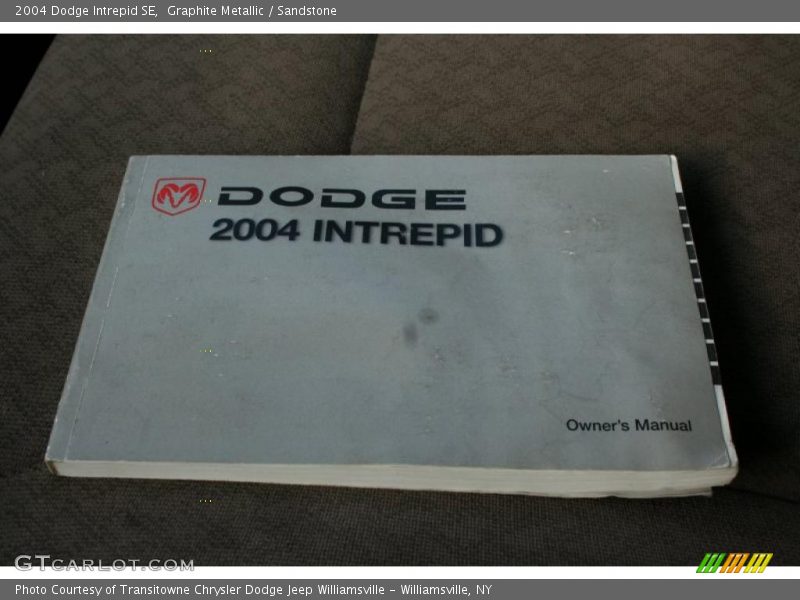 2004 Dodge Intrepid SE,  Graphite Metallic / Sandstone
DODGE
2004 INTREPID
Owner's Manual
GTCARLOT.COM
Photo Courtesy of Transitowne Chrysler Dodge Jeep Williamsville – Williamsville, NY